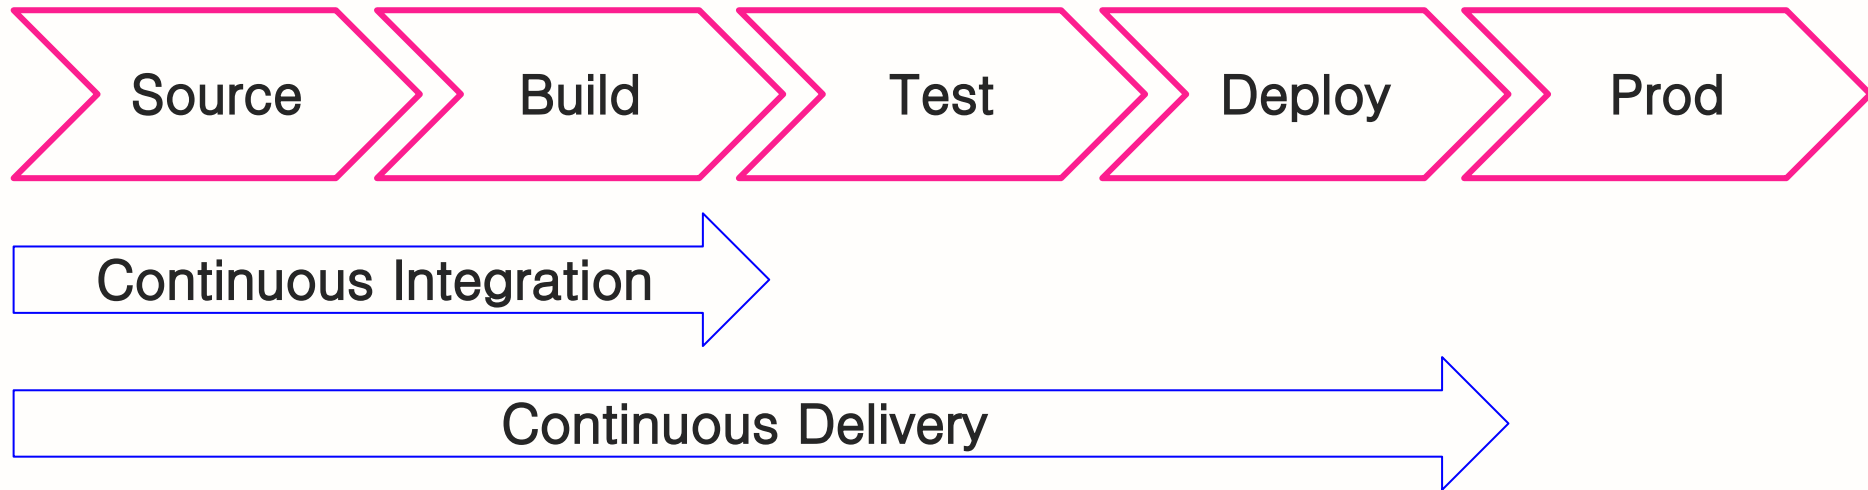 Source
Build
Test
Deploy
Prod
Continuous Integration
Continuous Delivery